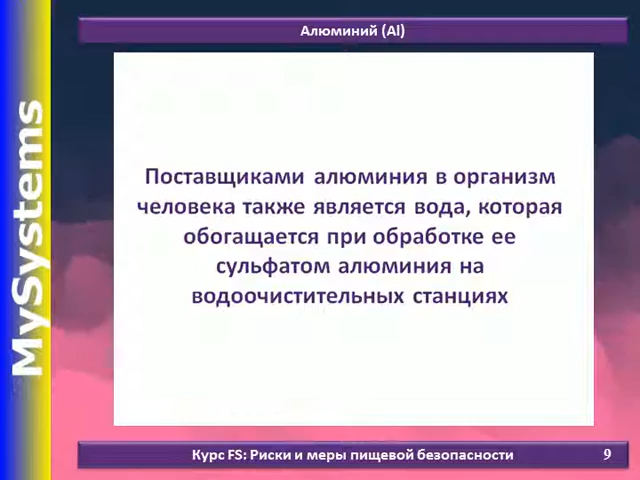 Алюминий (Al)
Поставщиками алюминия в организм
человека также является вода, которая
обогащается при обработке ее
сульфатом алюминия на
водоочистительных станциях
MySystems
Курс FS: Риски и меры пищевой безопасности
9